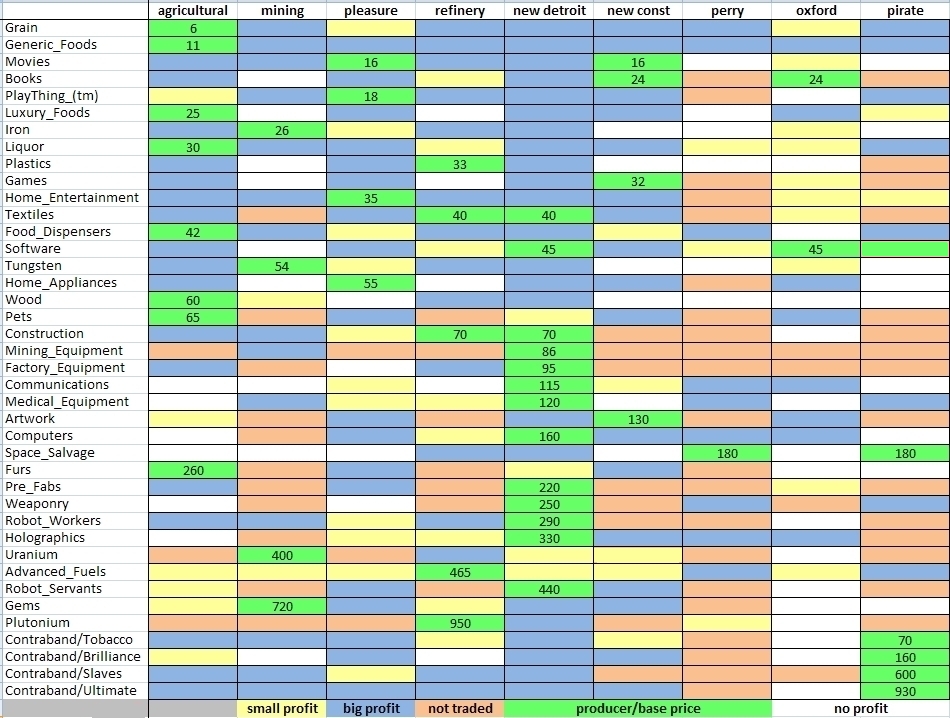 agricultural mining pleasure refinery new detroit new const perry oxford pirate
Grain 6
Generic_Foods 11
Movies 16 16
Books 24 24
PlayThing_(tm) 18
Luxury_Foods 25
Iron 26
Liquor 30
Plastics 33
Games 32
Home_Entertainment 35
Textiles 40 40
Food_Dispensers 42
Software 45 45
Tungsten 54
Home_Appliances 55
Wood 60
Pets 65
Construction 70 70
Mining_Equipment 86
Factory_Equipment 95
Communications 115
Medical_Equipment 120
Artwork 130
Computers 160
Space_Salvage 180 180
Furs 260
Pre_Fabs 220
Weaponry 250
Robot_Workers 290
Holographics 330
Uranium 400
Advanced_Fuels 465
Robot_Servants 440
Gems 720
Plutonium 950
Contraband/Tobacco 70
Contraband/Brilliance 160
Contraband/Slaves 600
Contraband/Ultimate 930
small profit big profit not traded producer/base price no profit